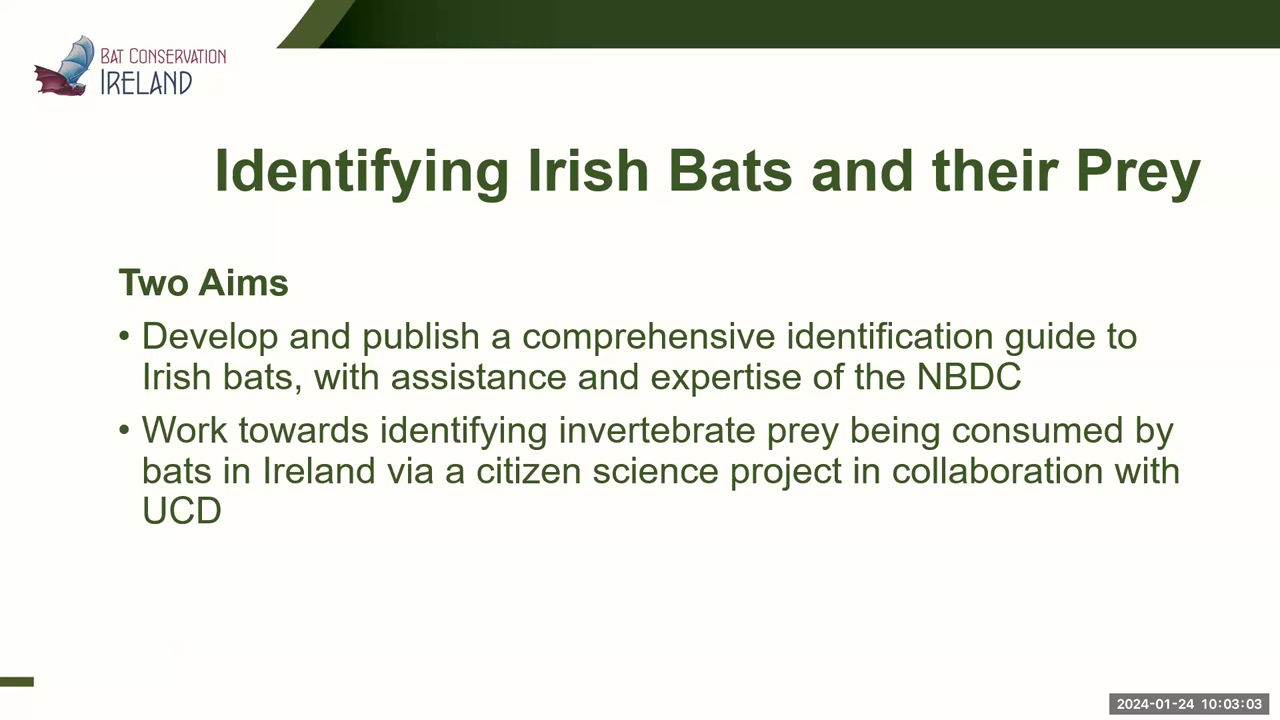 BAT CONSERVATION
IRELAND
Identifying Irish Bats and their Prey
Two Aims
• Develop and publish a comprehensive identification guide to
Irish bats, with assistance and expertise of the NBDC
• Work towards identifying invertebrate prey being consumed by
bats in Ireland via a citizen science project in collaboration with
UCD
2024-01-24 10:03:03